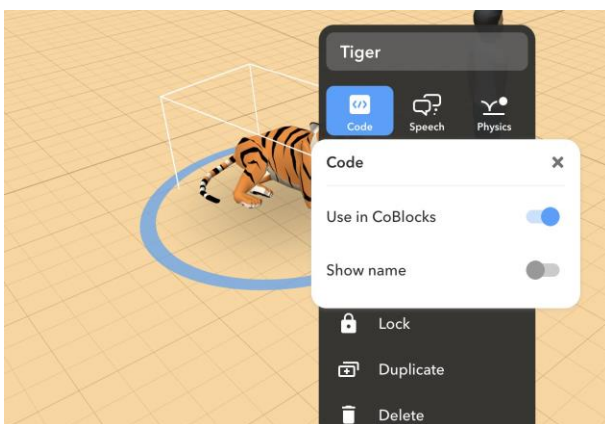 Tiger
Code Speech Physics
Code
Use in CoBlocks
Show name
Lock
Duplicate
Delete